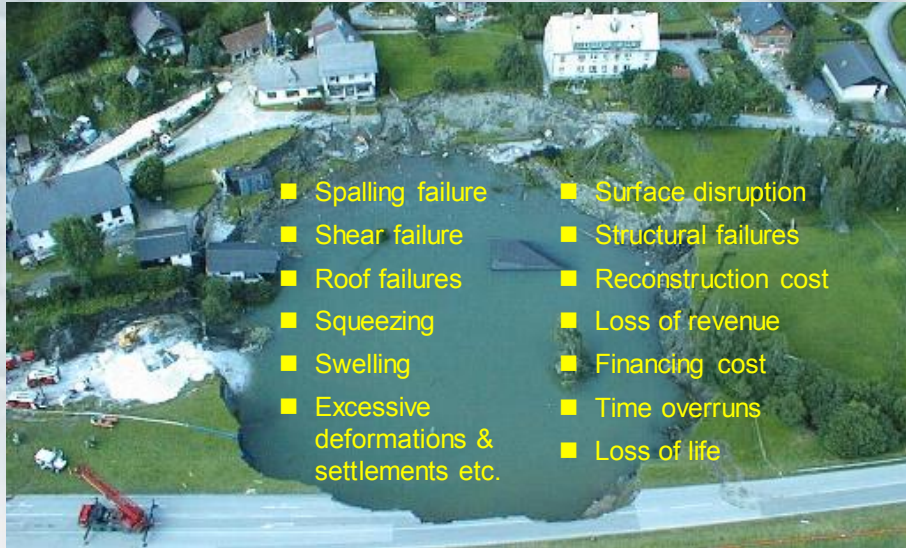 ■ Spalling failure
■ Shear failure
■ Roof failures
■ Squeezing
■ Swelling
■ Excessive
deformations &
settlements etc.
■ Surface disruption
■ Structural failures
■ Reconstruction cost
■ Loss of revenue
■ Financing cost
■ Time overruns
■ Loss of life